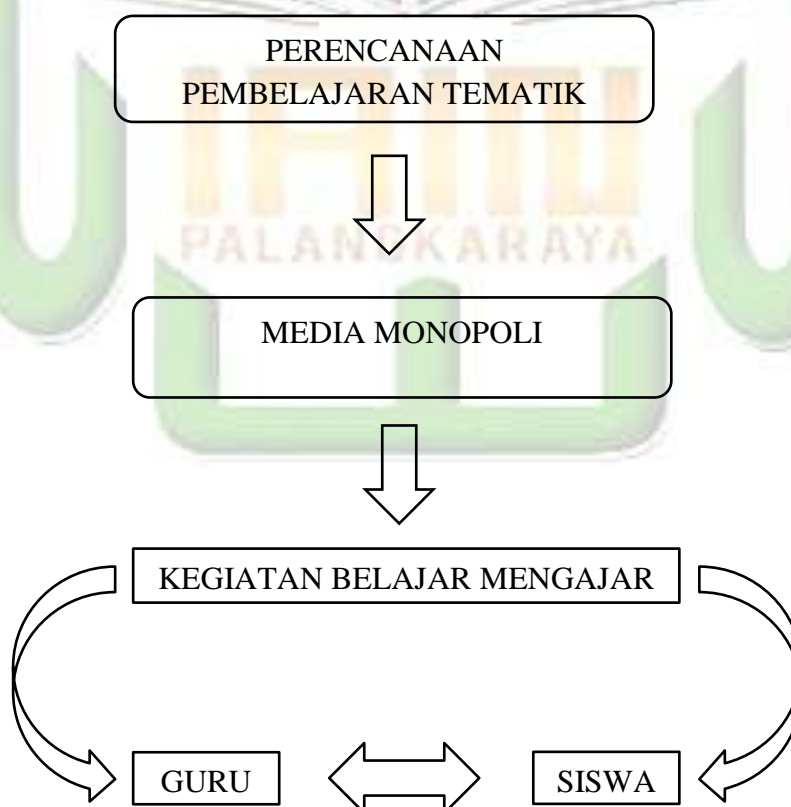 PERENCANAAN
PEMBELAJARAN TEMATIK
PALANGKARAYA
MEDIA MONOPOLI
KEGIATAN BELAJAR MENGAJAR
GURU
SISWA